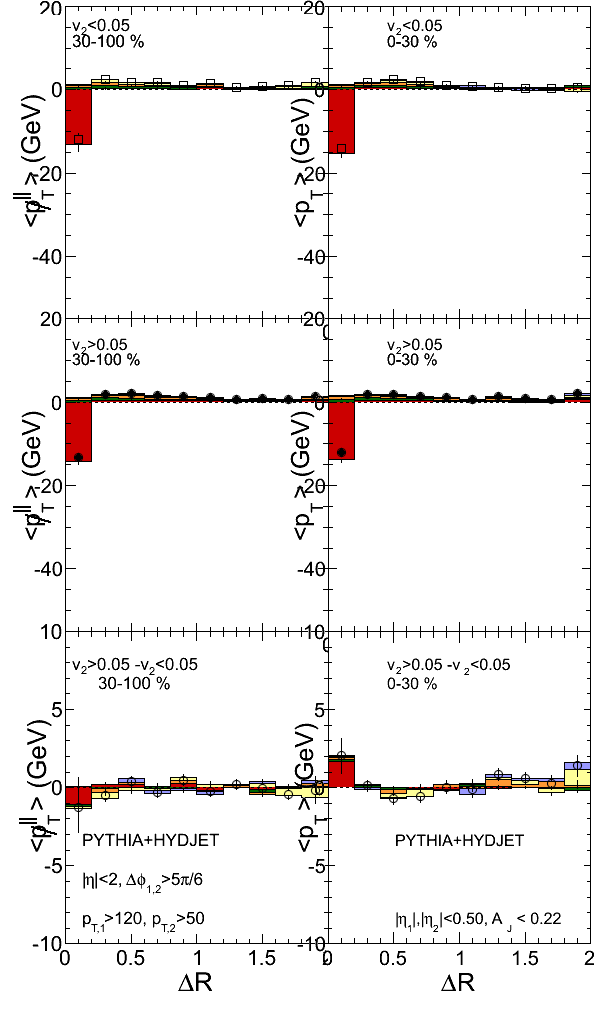 20
v2<0.05
30-100 %
v2<0.05
0-30 %
0
-20
-40
<p̸T|| > (GeV)
<pT > (GeV)
20
v2>0.05
30-100 %
v2>0.05
0-30 %
0
-20
-40
<p̸T|| > (GeV)
<pT > (GeV)
10
v2>0.05 -v2<0.05
30-100 %
v2>0.05 -v2<0.05
0-30 %
5
0
-5
-10
<p̸T|| > (GeV)
<pT > (GeV)
PYTHIA+HYDJET
PYTHIA+HYDJET
|η|<2, Δϕ1,2>5π/6
pT,1>120, pT,2>50
|η1|,|η2|<0.50, A J < 0.22
0 0.5 1 1.5
0 0.5 1 1.5 2
ΔR
ΔR